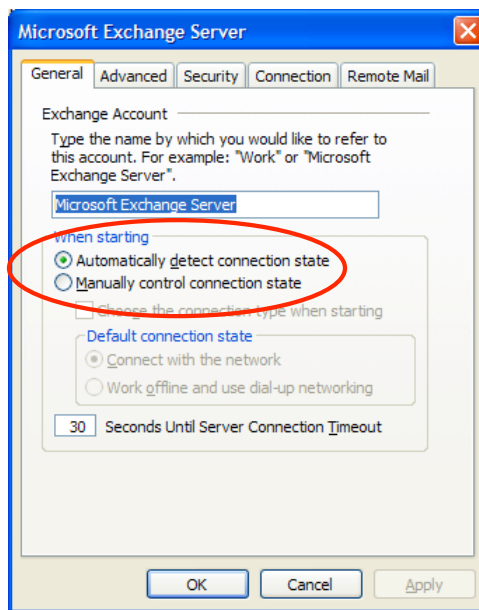 Microsoft Exchange Server
General Advanced Security Connection Remote Mail
Exchange Account
Type the name by which you would like to refer to
this account. For example: "Work" or "Microsoft
Exchange Server".
Microsoft Exchange Server
When starting
Automatically detect connection state
Manually control connection state
Choose the connection type when starting
Default connection state
Connect with the network
Work offline and use dial-up networking
30 Seconds Until Server Connection Timeout
OK Cancel Apply